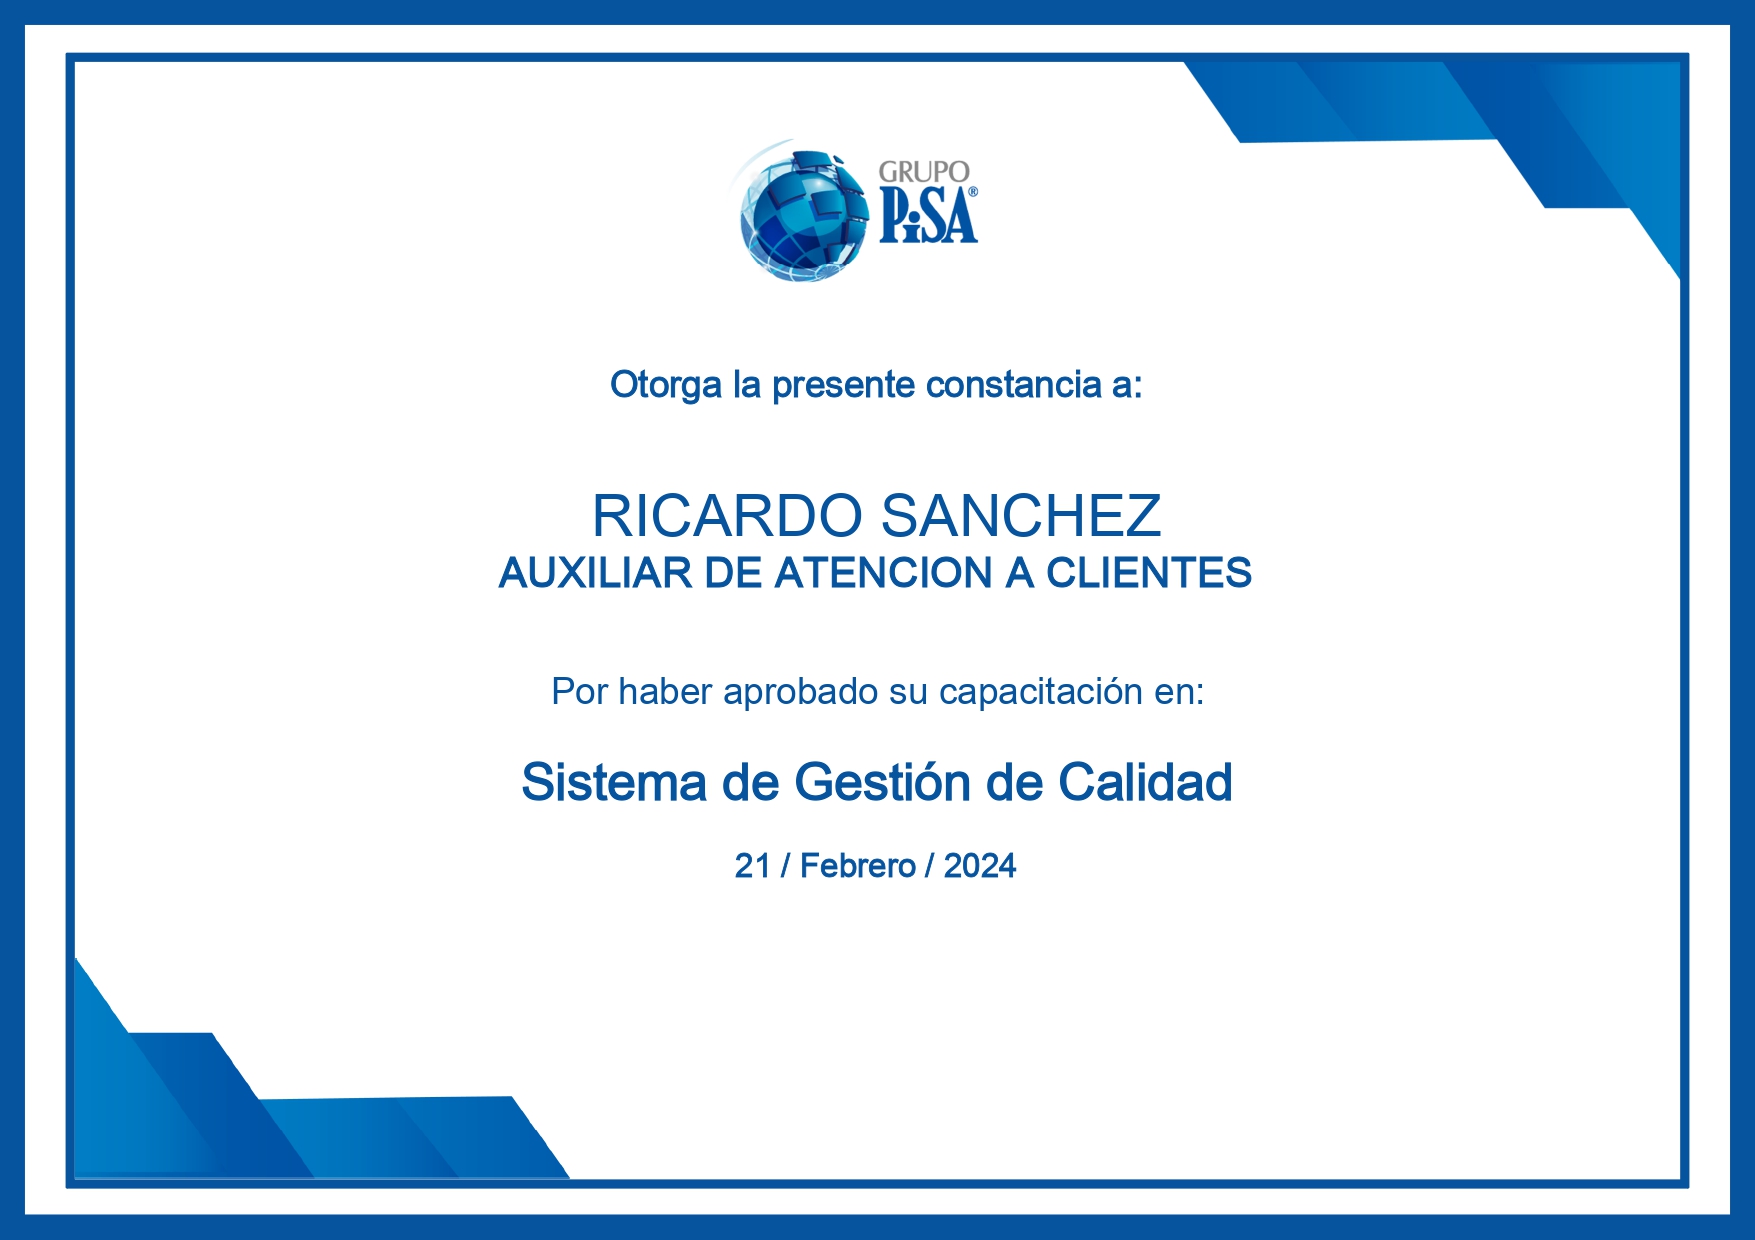 GRUPO
PiSA®
Otorga la presente constancia a:
RICARDO SANCHEZ
AUXILIAR DE ATENCION A CLIENTES
Por haber aprobado su capacitación en:
Sistema de Gestión de Calidad
21 / Febrero / 2024